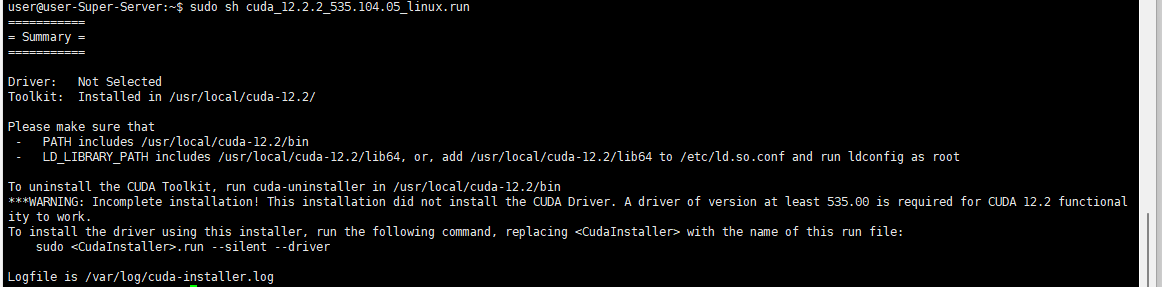 user@user-Super-Server:~$ sudo sh cuda_12.2.2_535.104.05_linux.run
===========
= Summary =
===========
Driver:   Not Selected
Toolkit:  Installed in /usr/local/cuda-12.2/
Please make sure that
 -   PATH includes /usr/local/cuda-12.2/bin
 -   LD_LIBRARY_PATH includes /usr/local/cuda-12.2/lib64, or, add /usr/local/cuda-12.2/lib64 to /etc/ld.so.conf and run ldconfig as root
To uninstall the CUDA Toolkit, run cuda-uninstaller in /usr/local/cuda-12.2/bin
***WARNING: Incomplete installation! This installation did not install the CUDA Driver. A driver of version at least 535.00 is required for CUDA 12.2 functional
ity to work.
To install the driver using this installer, run the following command, replacing <CudaInstaller> with the name of this run file:
    sudo <CudaInstaller>.run --silent --driver
Logfile is /var/log/cuda-installer.log